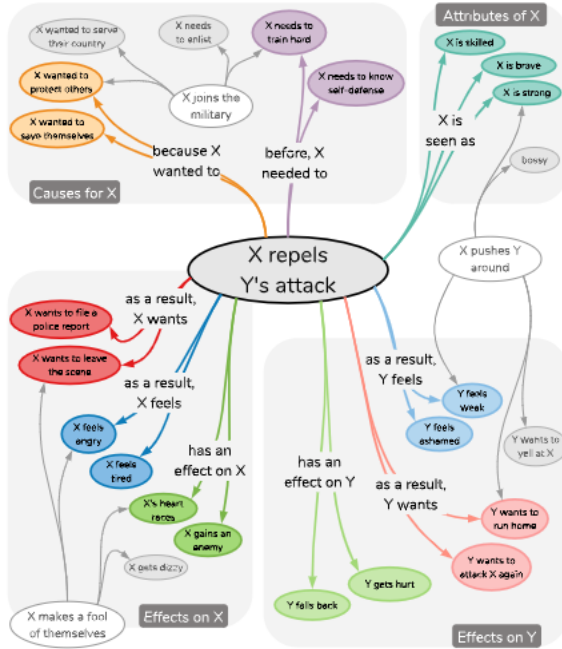 Attributes of X
X wanted to serve
their country
X needs
to enlist
X needs to
train hard
X is skilled
X is brave
X is strong
X wanted to
protect others
X joins the
military
X needs to know
self-defense
X wanted to
save themselves
because X
wanted to
before, X
needed to
X is
seen as
bossy
Causes for X
X repels
Y's attack
X pushes Y
around
as a result,
X wants
X wants to file a
police report
X wants to leave
the scene
as a result,
X feels
as a result,
Y feels
Y feels
weak
X feels
angry
Y feels
ashamed
X feels
tired
has an
effect on X
has an
effect on Y
Y wants to
yell at X
as a result,
Y wants
X's heart
races
X gains an
enemy
Y wants to
run home
X gets dizzy
Y wants to
attack X again
Y gets hurt
Y falls back
X makes a fool
of themselves
Effects on X
Effects on Y